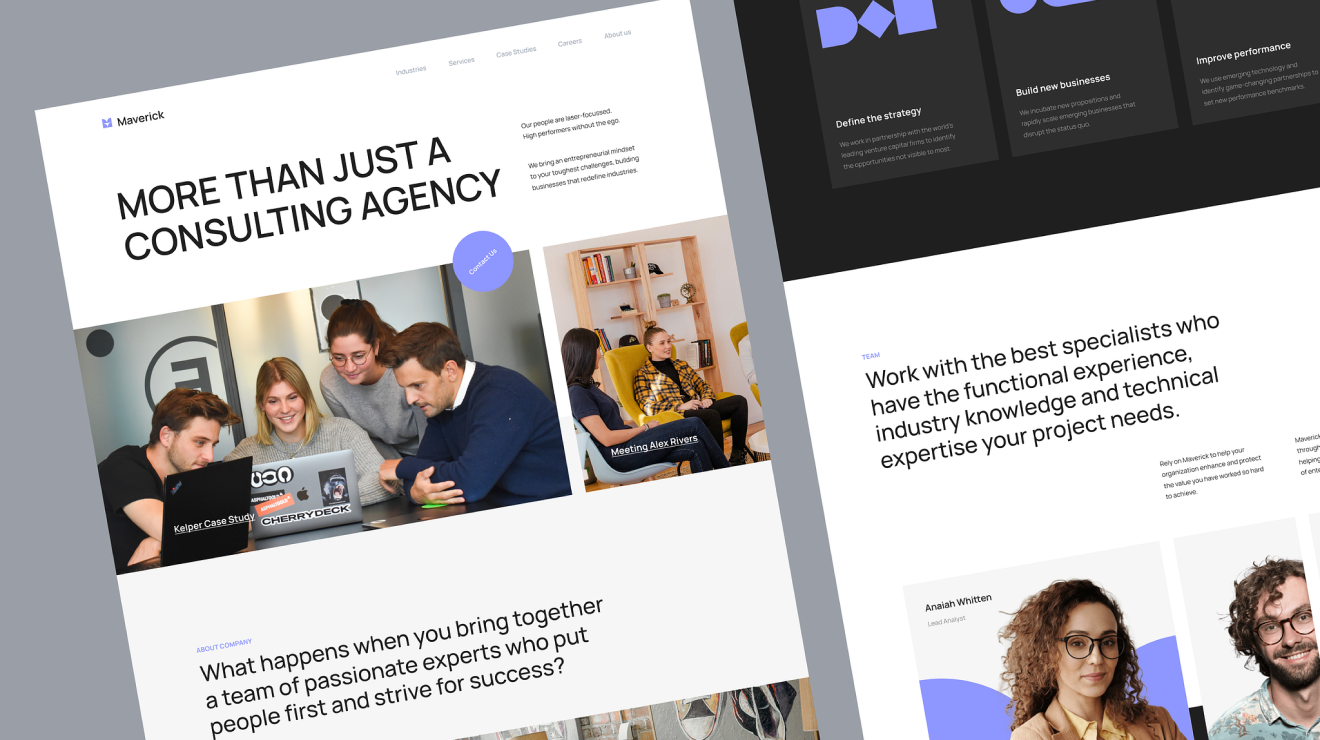 Industries
Services
Case Studies
Careers
About us
Maverick
MORE THAN JUST A
CONSULTING AGENCY
Our people are laser-focussed.
High performers without the ego.
We bring an entrepreneurial mindset
to your toughest challenges, building
businesses that redefine industries.
Contact Us
CHERRYDECK
Kelper Case Study
Meeting Alex Rivers
ABOUT COMPANY
What happens when you bring together
a team of passionate experts who put
people first and strive for success?
Define the strategy
We work in partnership with the world's
leading venture capital firms to identify
the opportunities not visible to most.
Build new businesses
We incubate new propositions and
rapidly scale emerging businesses that
disrupt the status quo.
Improve performance
We use emerging technology and
identify game-changing partnerships to
set new performance benchmarks.
TEAM
Work with the best specialists who
have the functional experience,
industry knowledge and technical
expertise your project needs.
Rely on Maverick to help your
organization enhance and protect
the value you have worked so hard
to achieve.
Maverick
through
helping
of
Anaiah Whitten
Lead Analyst